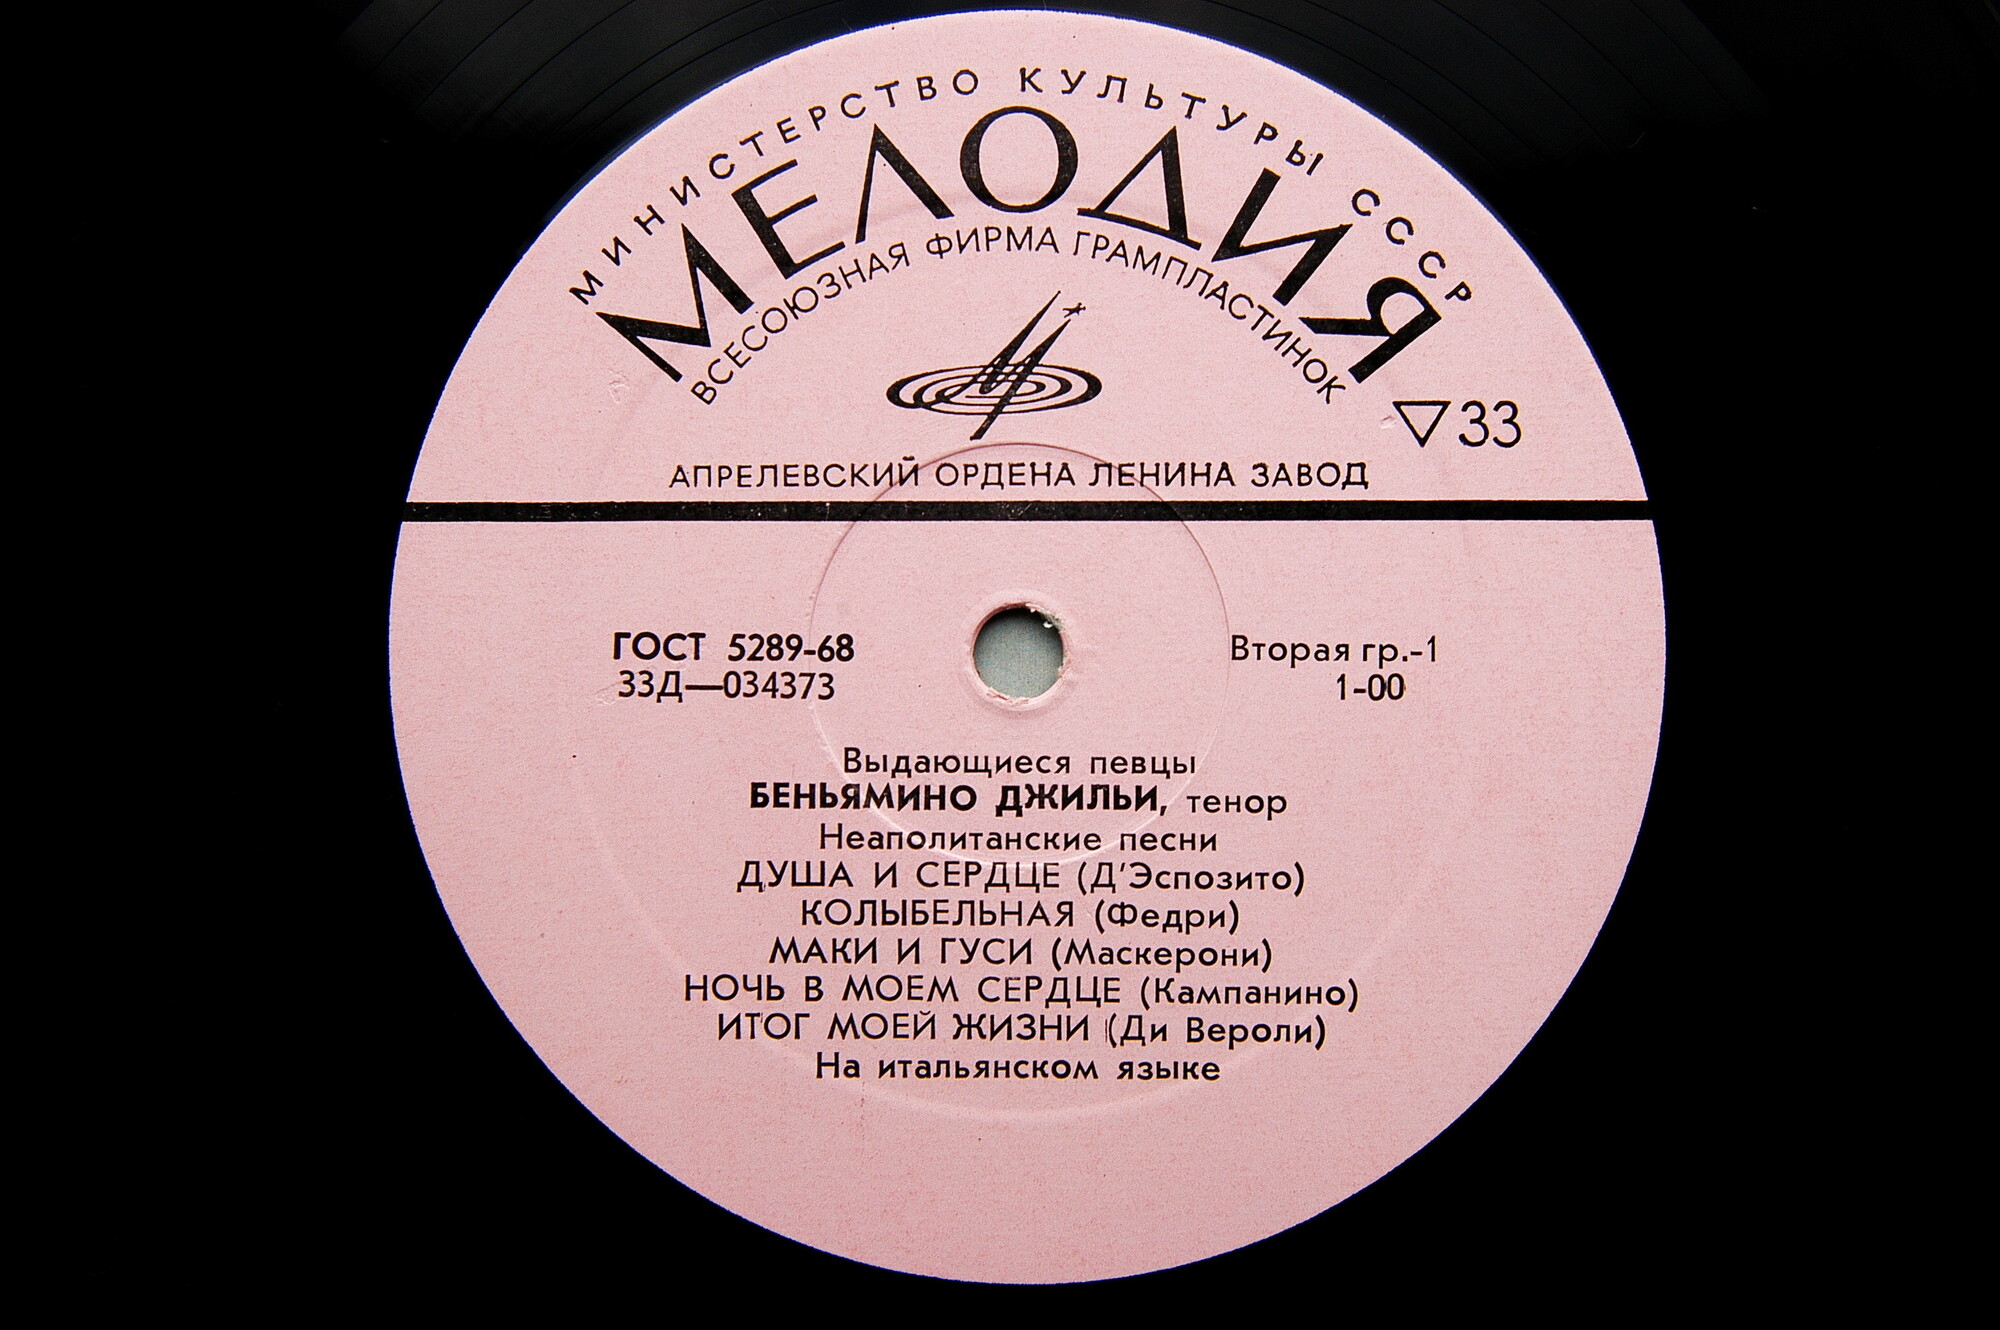 МИНИСТЕРСТВО КУЛЬТУРЫ СССР
МЕЛОДИЯ
ВСЕСОЮЗНАЯ ФИРМА ГРАМПЛАСТИНОК
▽33
АПРЕЛЕВСКИЙ ОРДЕНА ЛЕНИНА ЗАВОД
ГОСТ 5289-68
33Д—034373
Вторая гр.-1
1-00
Выдающиеся певцы
БЕНЬЯМИНО ДЖИЛЬИ, тенор
Неаполитанские песни
ДУША И СЕРДЦЕ (Д'Эспозито)
КОЛЫБЕЛЬНАЯ (Федри)
МАКИ И ГУСИ (Маскерони)
НОЧЬ В МОЕМ СЕРДЦЕ (Кампанино)
ИТОГ МОЕЙ ЖИЗНИ (Ди Вероли)
На итальянском языке